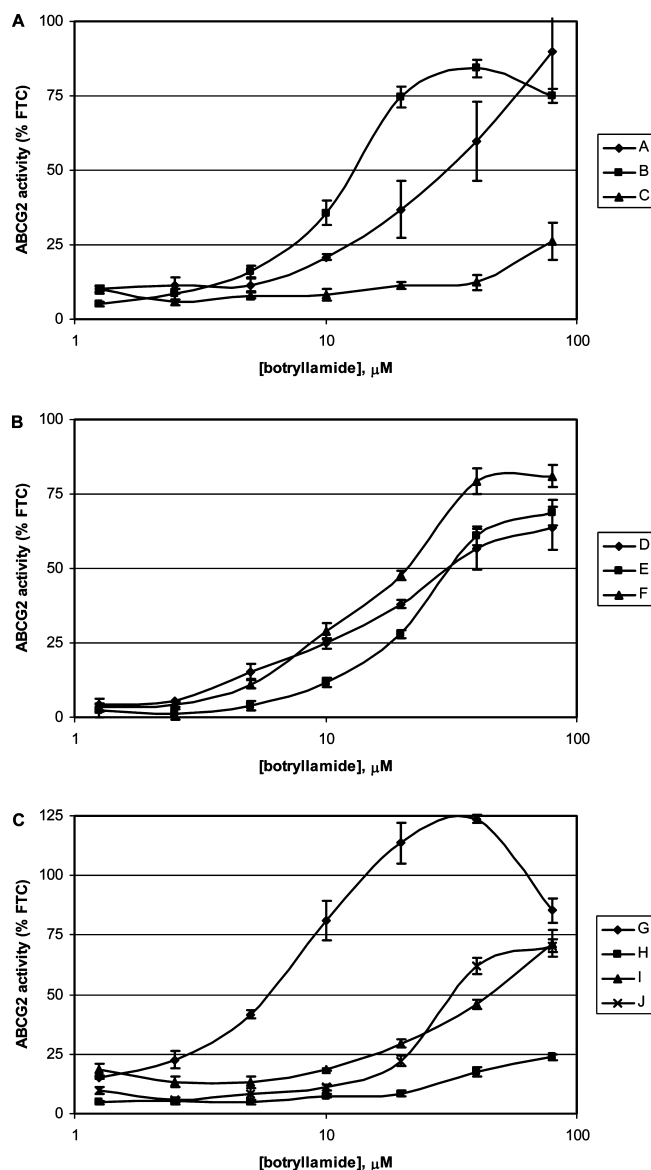 A
ABCG2 activity (% FTC)
100
75
50
25
0
1
10
100
[botryllamide], μM
A
B
C
B
ABCG2 activity (% FTC)
100
75
50
25
0
1
10
100
[botryllamide], μM
D
E
F
C
ABCG2 activity (% FTC)
125
100
75
50
25
0
1
10
100
[botryllamide], μM
G
H
I
J